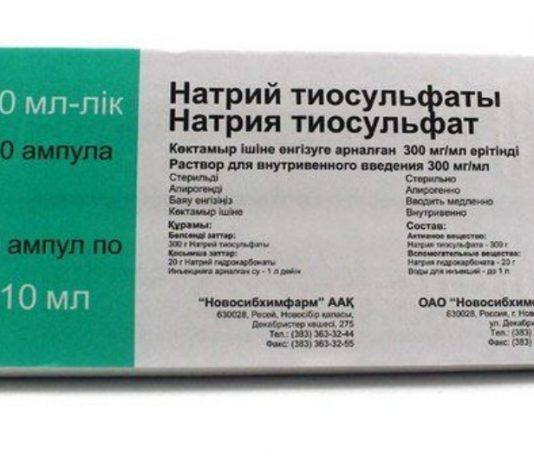 0 мл-лік
0 ампула
ампул по
10 мл
Натрий тиосульфаты
Натрия тиосульфат
Көктамыр ішіне енгізуге арналған 300 мг/мл ерітінді
Раствор для внутривенного введения 300 мг/мл
Стерильді
Апирогенді
Баяу енгізіңіз
Көктамыр ішіне
Стерильно
Апирогенно
Вводить медленно
Внутривенно
Құрамы:
Белсенді заттар:
300 г Натрий тиосульфаты
Қосымша заттар:
20 г Натрий гидрокарбонаты
Инъекцияға арналған су - 1 л дейін
Состав:
Активное вещество:
Натрия тиосульфата - 300 г
Вспомогательные вещества:
Натрия гидрокарбоната - 20 г
Воды для инъекций - до 1 л
"Новосибхимфарм" ААҚ
630028, Ресей, Новосібір қаласы,
Декабристер көшесі, 275
Тел.: (383) 363-32-44
Факс: (383) 363-32-55
ОАО "Новосибхим
630028, Россия, г. Нов
ул. Декабри
Тел.: (383)
Факс: (383)